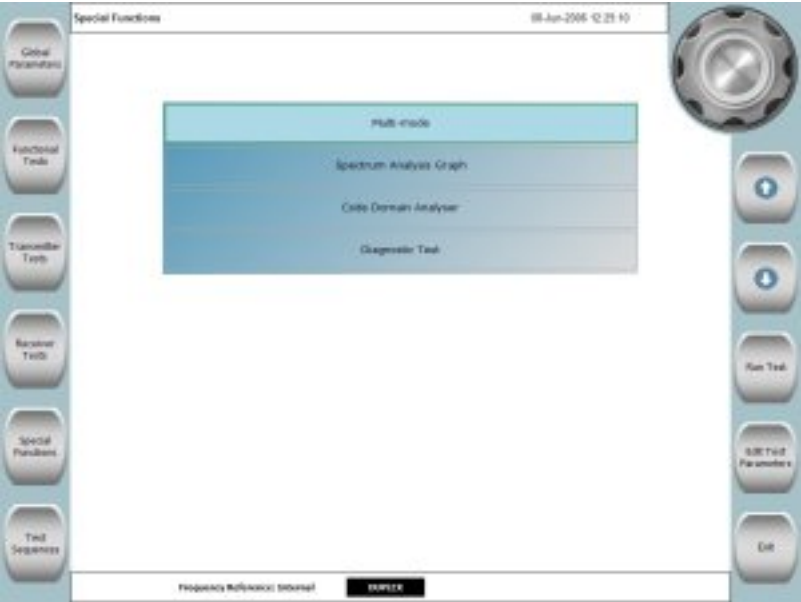 Special Functions
08-Jun-2006 12:25:10
Global
Parameters
Functional
Tests
Transmitter
Tests
Receiver
Tests
Special
Functions
Test
Sequences
Multi-mode
Spectrum Analysis Graph
Code Domain Analyser
Diagnostic Test
Run Test
Edit Test
Parameters
Exit
Frequency Reference: Internal
DUPLEX